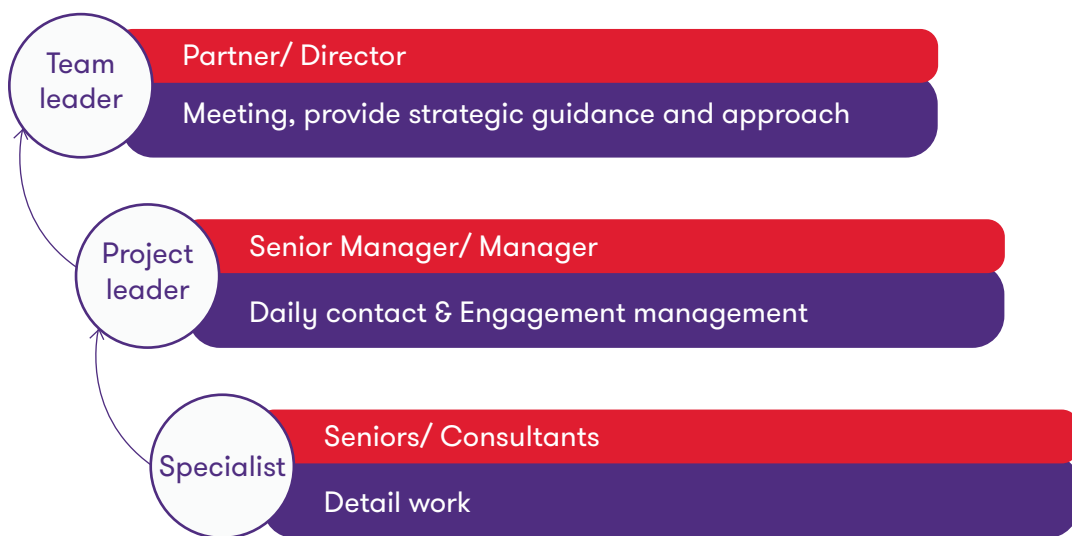 Team
leader
Partner/ Director
Meeting, provide strategic guidance and approach
Project
leader
Senior Manager/ Manager
Daily contact & Engagement management
Specialist
Seniors/ Consultants
Detail work